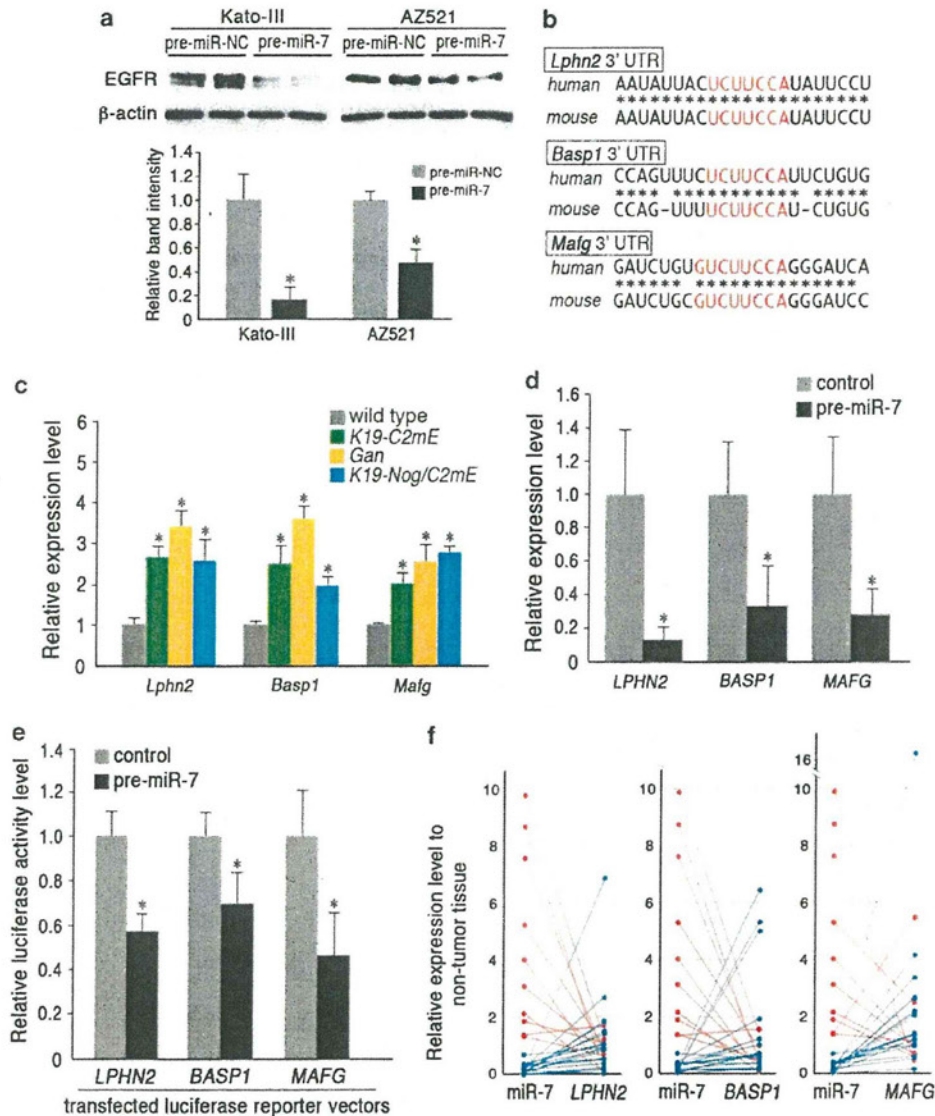 a
Kato-III AZ521
pre-miR-NC pre-miR-7 pre-miR-NC pre-miR-7
EGFR
β-actin
Relative band intensity
1.4
1.2
1.0
0.8
0.6
0.4
0.2
0
pre-miR-NC
pre-miR-7
* *
Kato-III AZ521
b
Lphn2 3' UTR
human AAUAUUACUCUUCCAUAUUCCU
**********************
mouse AAUAUUACUCUUCCAUAUUCCU
Basp1 3' UTR
human CCAGUUUCUCUUCCAUUCUGUG
**** *********** *****
mouse CCAG-UUUUCUUCCAU-CUGUG
Mafg 3' UTR
human GAUCUGUGUCUUCCAGGGAUCA
****** **************
mouse GAUCUGCGUCUUCCAGGGAUCC
c
Relative expression level
6
5
4
3
2
1
0
wild type
K19-C2mE
Gan
K19-Nog/C2mE
* * * * * * * * *
Lphn2 Basp1 Mafg
d
Relative expression level
1.6
1.4
1.2
1.0
0.8
0.6
0.4
0.2
0
control
pre-miR-7
* * *
LPHN2 BASP1 MAFG
e
Relative luciferase activity level
1.4
1.2
1.0
0.8
0.6
0.4
0.2
0
control
pre-miR-7
* * *
LPHN2 BASP1 MAFG
transfected luciferase reporter vectors
f
Relative expression level to
non-tumor tissue
10
8
6
4
2
0
miR-7 LPHN2
10
8
6
4
2
0
miR-7 BASP1
16
10
8
6
4
2
0
miR-7 MAFG